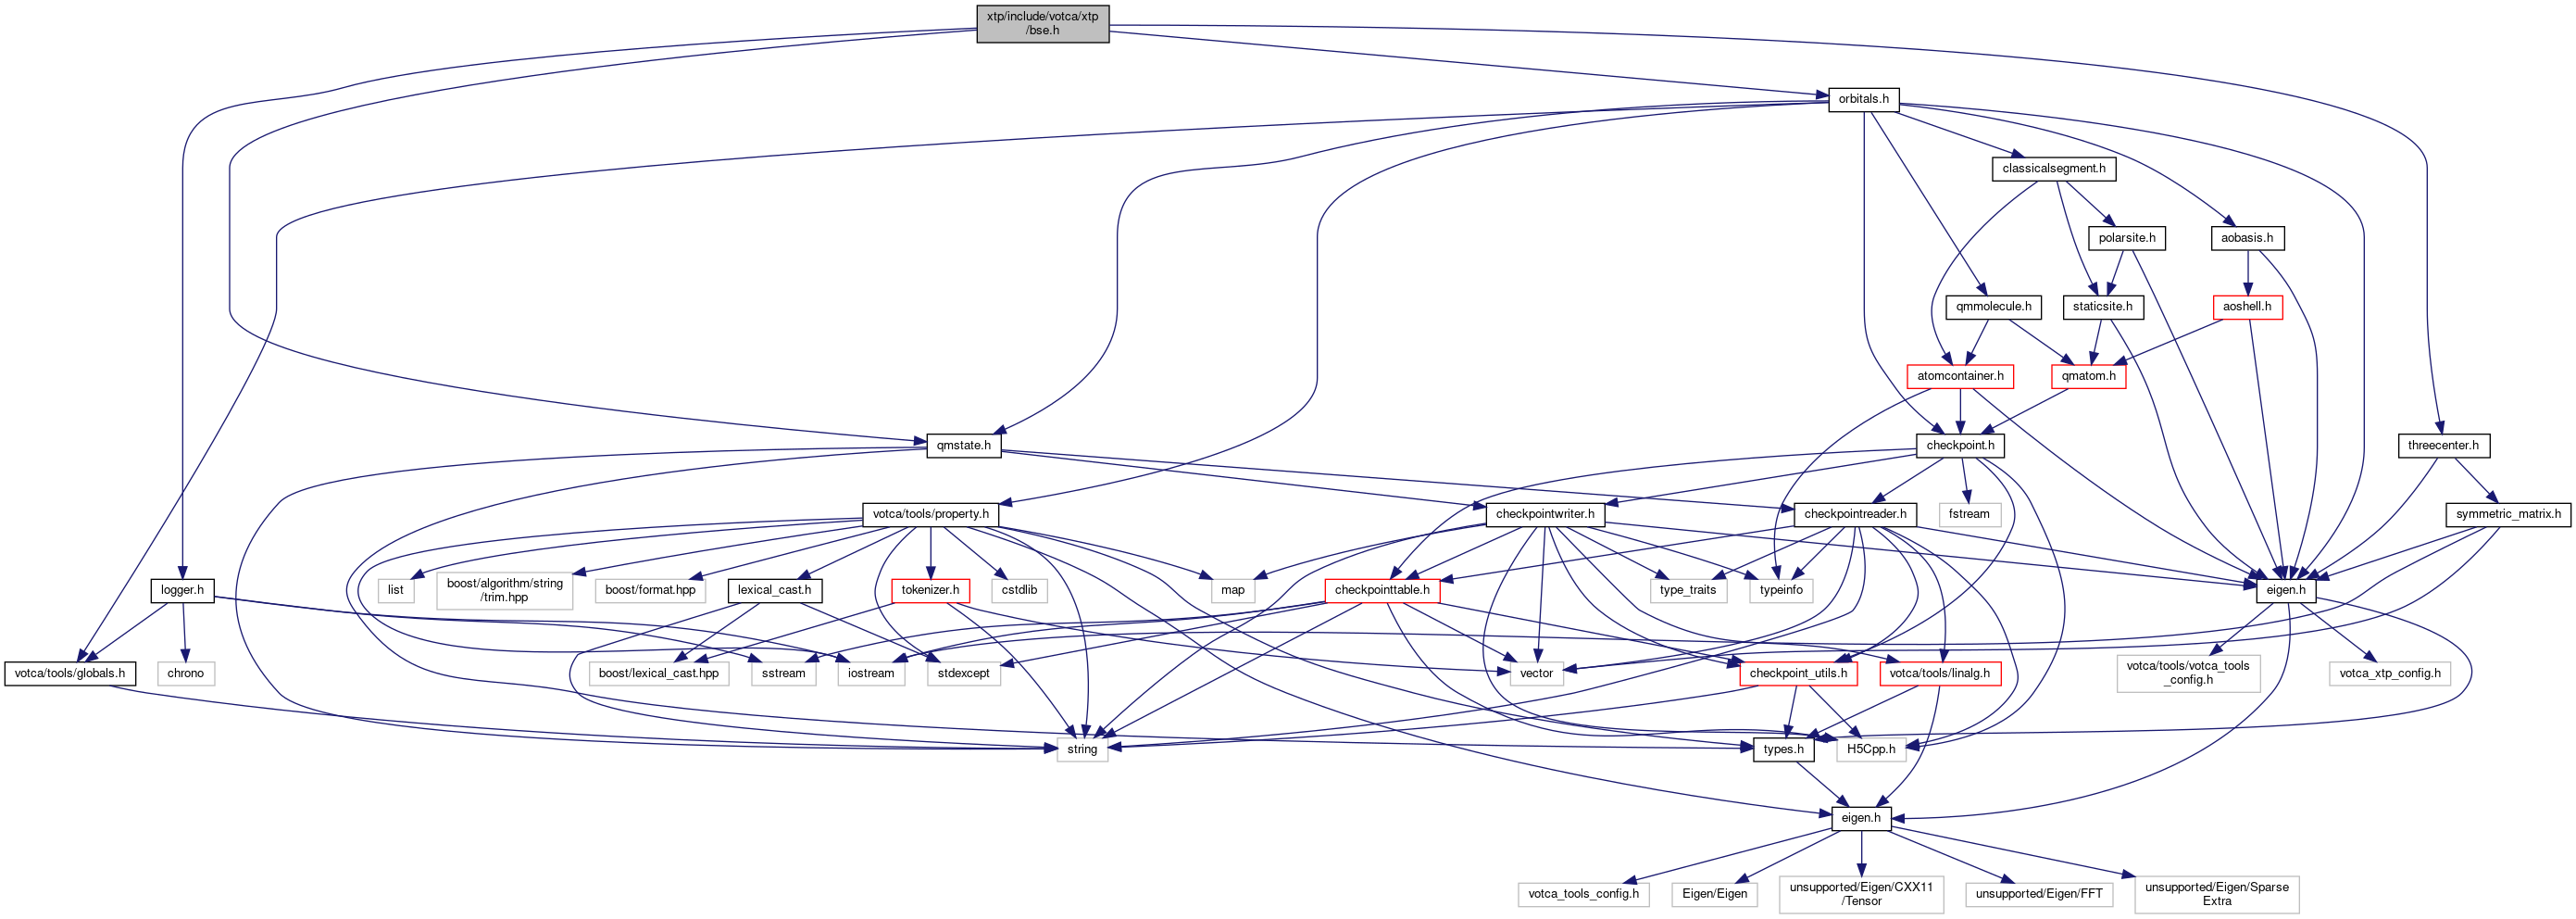 xtp/include/votca/xtp
/bse.h
orbitals.h
classicalsegment.h
polarsite.h
aobasis.h
qmmolecule.h
staticsite.h
aoshell.h
atomcontainer.h
qmatom.h
qmstate.h
checkpoint.h
threecenter.h
votca/tools/property.h
checkpointwriter.h
checkpointreader.h
fstream
symmetric_matrix.h
logger.h
list
boost/algorithm/string
/trim.hpp
boost/format.hpp
lexical_cast.h
tokenizer.h
cstdlib
map
checkpointtable.h
type_traits
typeinfo
eigen.h
votca/tools/globals.h
chrono
boost/lexical_cast.hpp
sstream
iostream
stdexcept
vector
checkpoint_utils.h
votca/tools/linalg.h
votca/tools/votca_tools
_config.h
votca_xtp_config.h
string
types.h
H5Cpp.h
eigen.h
votca_tools_config.h
Eigen/Eigen
unsupported/Eigen/CXX11
/Tensor
unsupported/Eigen/FFT
unsupported/Eigen/Sparse
Extra